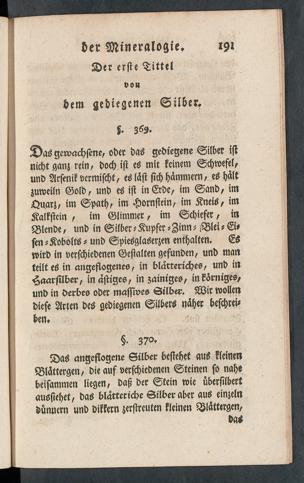 der Mineralogie. 191
Der erste Tittel
von
dem gediegenen Silber.
§. 369.
Das gewachsene, oder das gediegene Silber ist
nicht ganz rein, doch ist es mit keinem Schwefel,
und Arsenik vermischt, es läst sich hämmern, es hält
zuweiln Gold, und es ist in Erde, im Sand, im
Quarz, im Spath, im Hornstein, im Kneis, im
Kalkstein, im Glimmer, im Schiefer, in
Blende, und in Silber-Kupfer-Zinn-Blei-Ei-
sen-Kobolts- und Spiesglaserzen enthalten. Es
wird in verschiedenen Gestalten gefunden, und man
teilt es in angeflogenes, in blätteriches, und in
Haarsilber, in ästiges, in zainiges, in körniges,
und in derbes oder massives Silber. Wir wollen
diese Arten des gediegenen Silbers näher beschrei-
ben.
§. 370.
Das angeflogene Silber bestehet aus kleinen
Blättergen, die auf verschiedenen Steinen so nahe
beisammen liegen, daß der Stein wie übersilbert
aussiehet, das blätteriche Silber aber aus einzeln
dünnern und dikkern zerstreuten kleinen Blättergen,
das